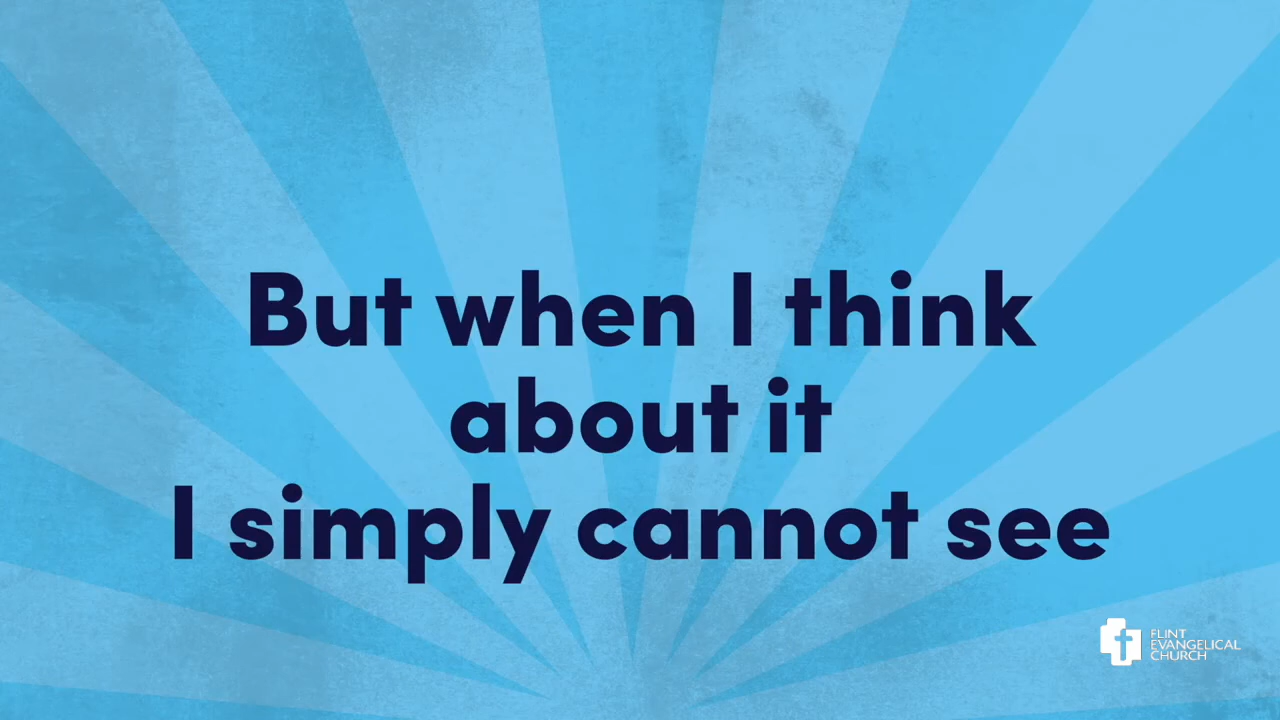 But when I think
about it
I simply cannot see
FLINT
EVANGELICAL
CHURCH